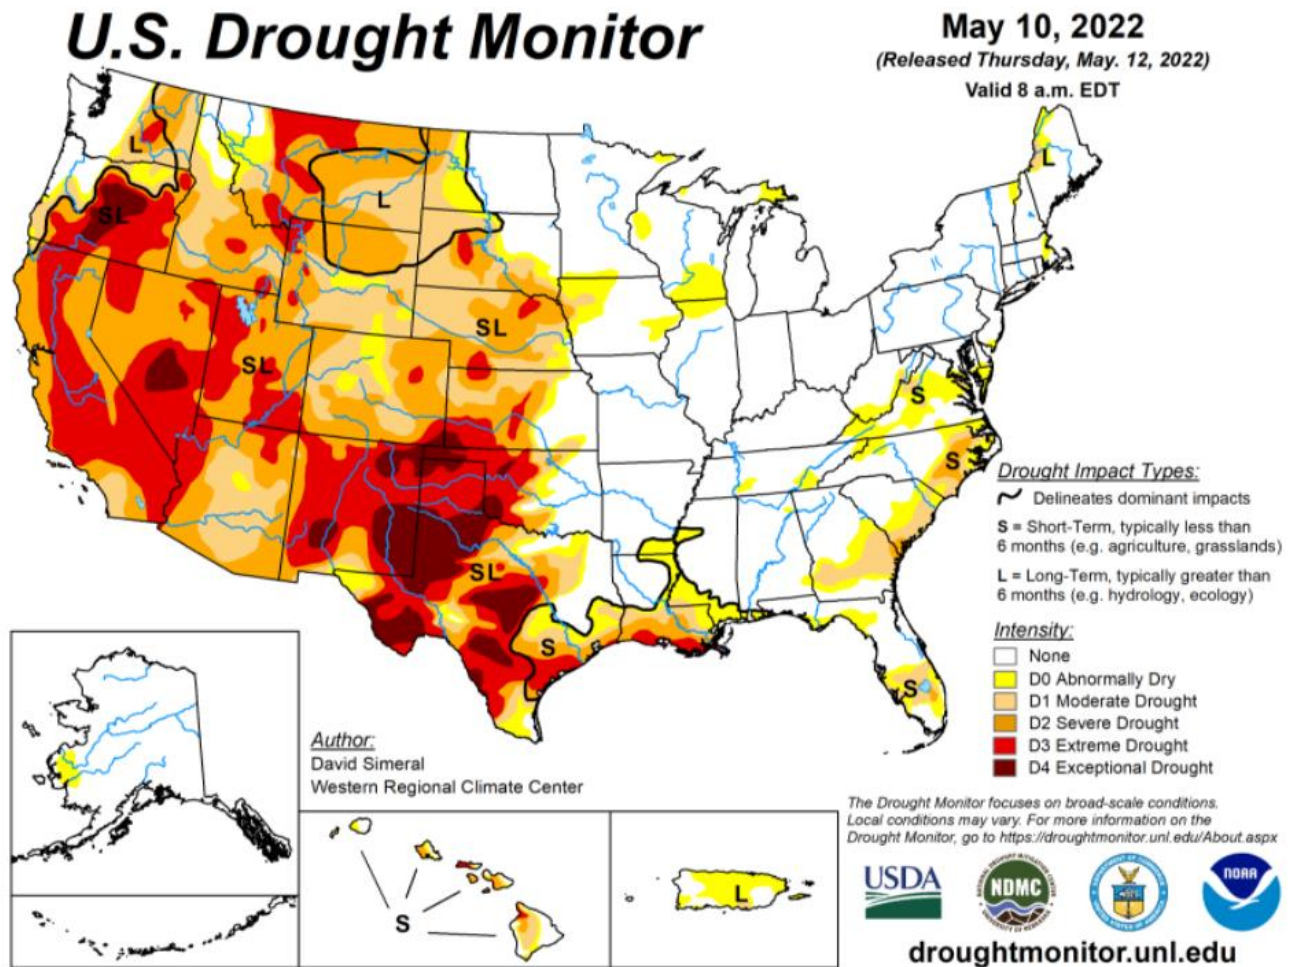 U.S. Drought Monitor
May 10, 2022
(Released Thursday, May. 12, 2022)
Valid 8 a.m. EDT
L
L
SL
L
SL
SL
S
S
SL
S
S
Drought Impact Types:
Delineates dominant impacts
S = Short-Term, typically less than
6 months (e.g. agriculture, grasslands)
L = Long-Term, typically greater than
6 months (e.g. hydrology, ecology)
Intensity:
None
D0 Abnormally Dry
D1 Moderate Drought
D2 Severe Drought
D3 Extreme Drought
D4 Exceptional Drought
Author:
David Simeral
Western Regional Climate Center
S
L
The Drought Monitor focuses on broad-scale conditions.
Local conditions may vary. For more information on the
Drought Monitor, go to https://droughtmonitor.unl.edu/About.aspx
USDA
NDMC
NOAA
droughtmonitor.unl.edu